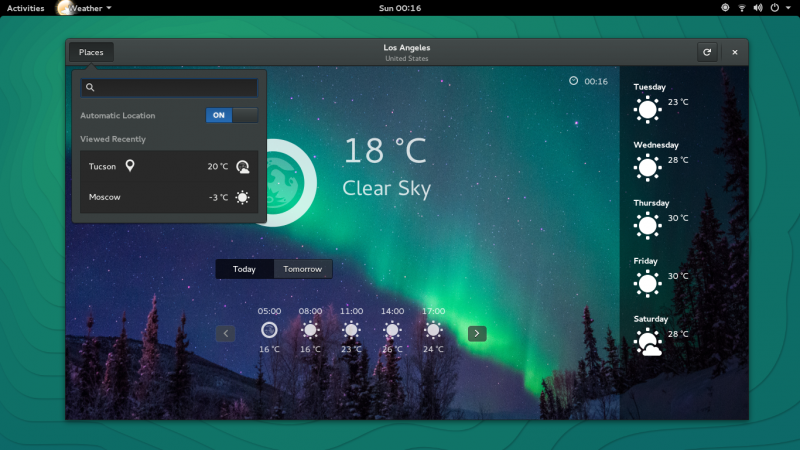 Activities Weather Sun 00:16
Places Los Angeles
United States
00:16
Automatic Location ON
Viewed Recently
Tucson 20 °C
Moscow -3 °C
18 °C
Clear Sky
Today Tomorrow
05:00 08:00 11:00 14:00 17:00
16 °C 16 °C 23 °C 26 °C 24 °C
Tuesday
23 °C
Wednesday
28 °C
Thursday
30 °C
Friday
30 °C
Saturday
28 °C